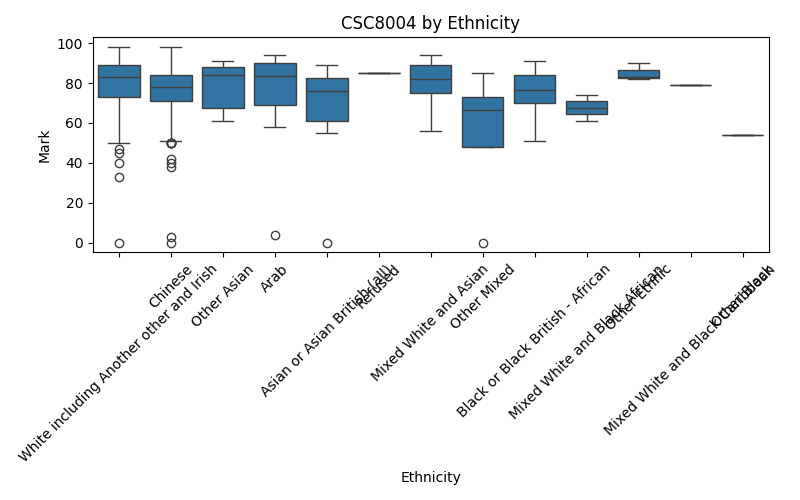 CSC8004 by Ethnicity
Mark
100
80
60
40
20
0
White including Another other and Irish
Chinese
Other Asian
Arab
Asian or Asian British (all)
Refused
Mixed White and Asian
Other Mixed
Black or Black British - African
Mixed White and Black African
Other Ethnic
Mixed White and Black Caribbean
Other Black
Ethnicity